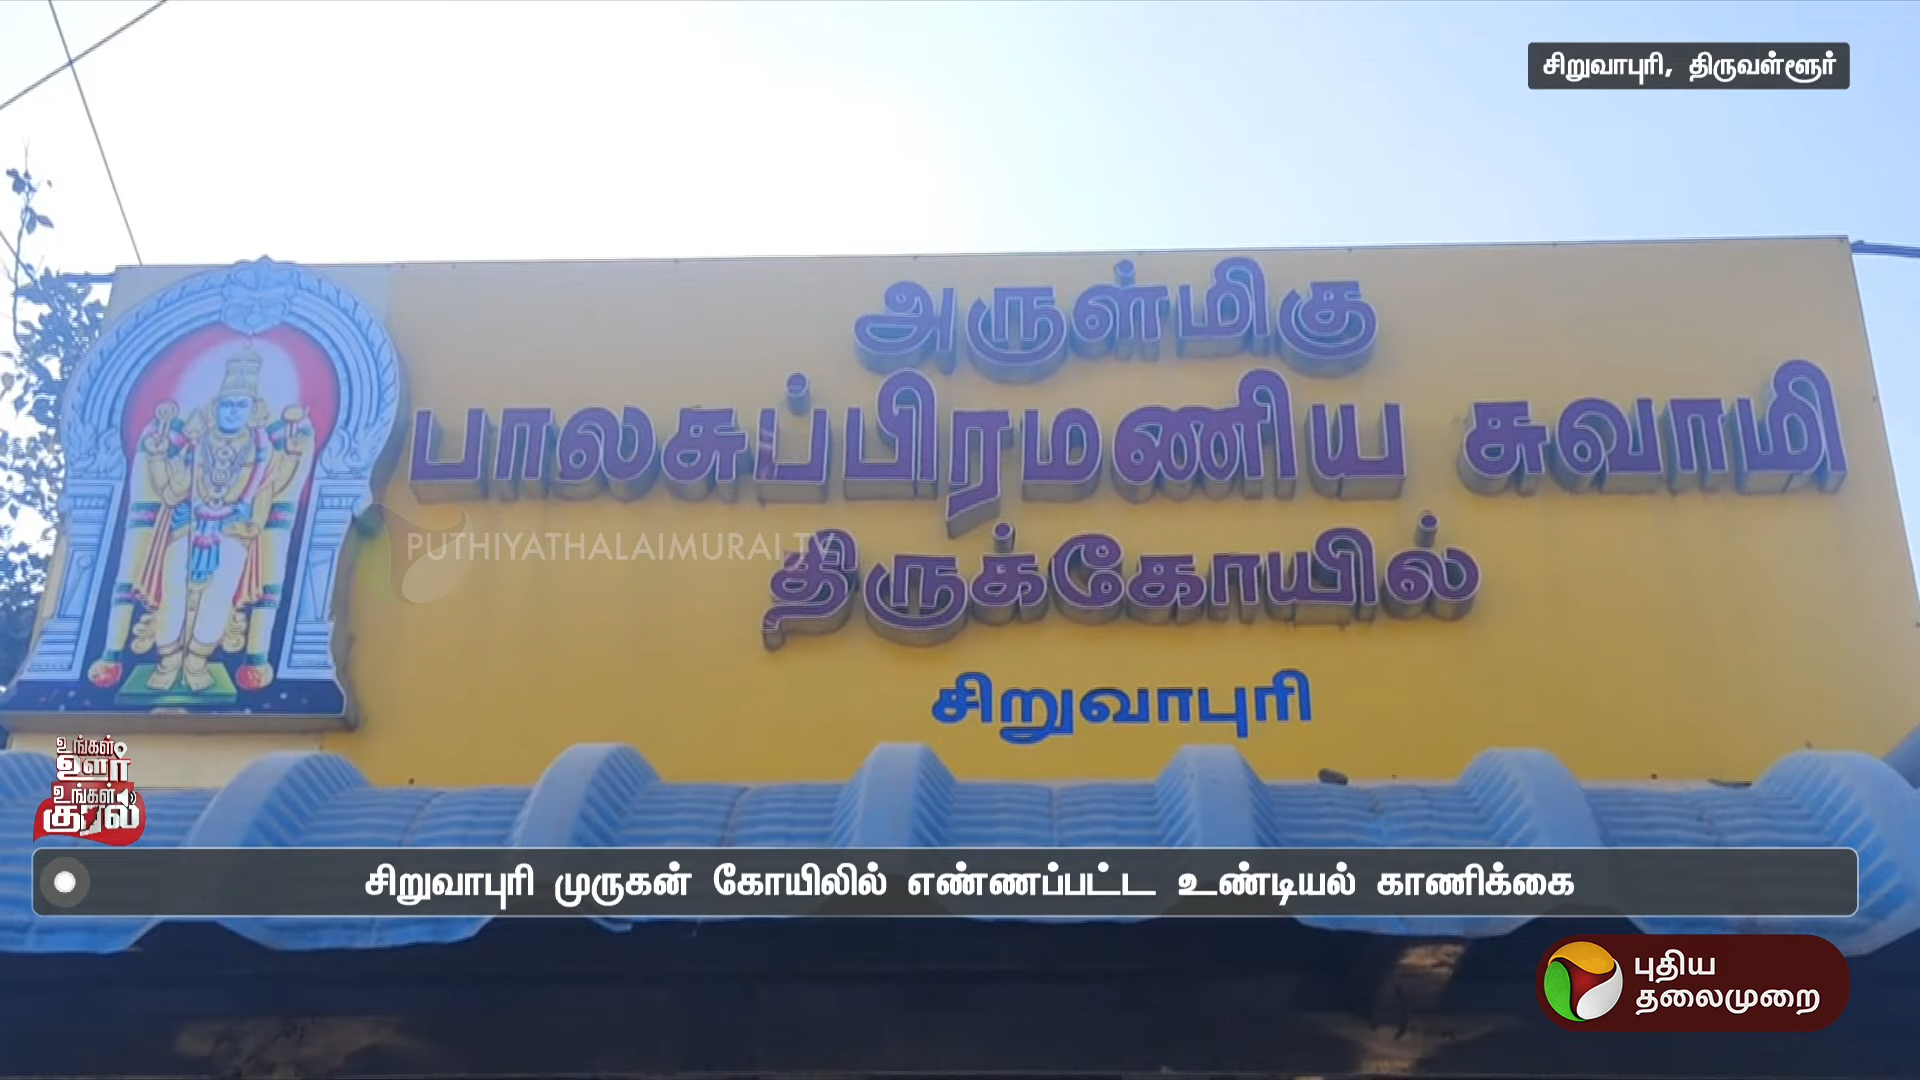 சிறுவாபுரி, திருவள்ளூர்
அருள்மிகு
பாலசுப்பிரமணிய சுவாமி
திருக்கோயில்
PUTHIYATHALAIMURAI.TV
சிறுவாபுரி
உங்கள்
ஊர்
உங்கள்
குரல்
சிறுவாபுரி முருகன் கோயிலில் எண்ணப்பட்ட உண்டியல் காணிக்கை
புதிய
தலைமுறை